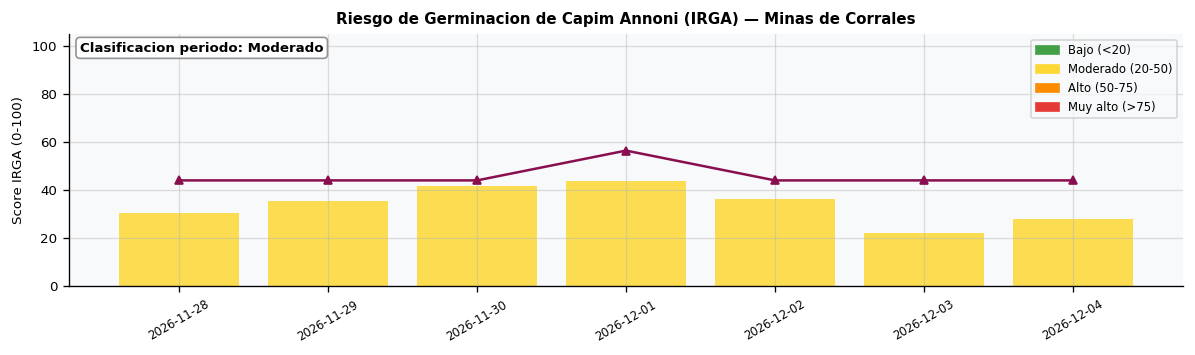 Riesgo de Germinacion de Capim Annoni (IRGA) — Minas de Corrales
Clasificacion periodo: Moderado
Bajo (<20)
Moderado (20-50)
Alto (50-75)
Muy alto (>75)
Score IRGA (0-100)
100
80
60
40
20
0
2026-11-28
2026-11-29
2026-11-30
2026-12-01
2026-12-02
2026-12-03
2026-12-04